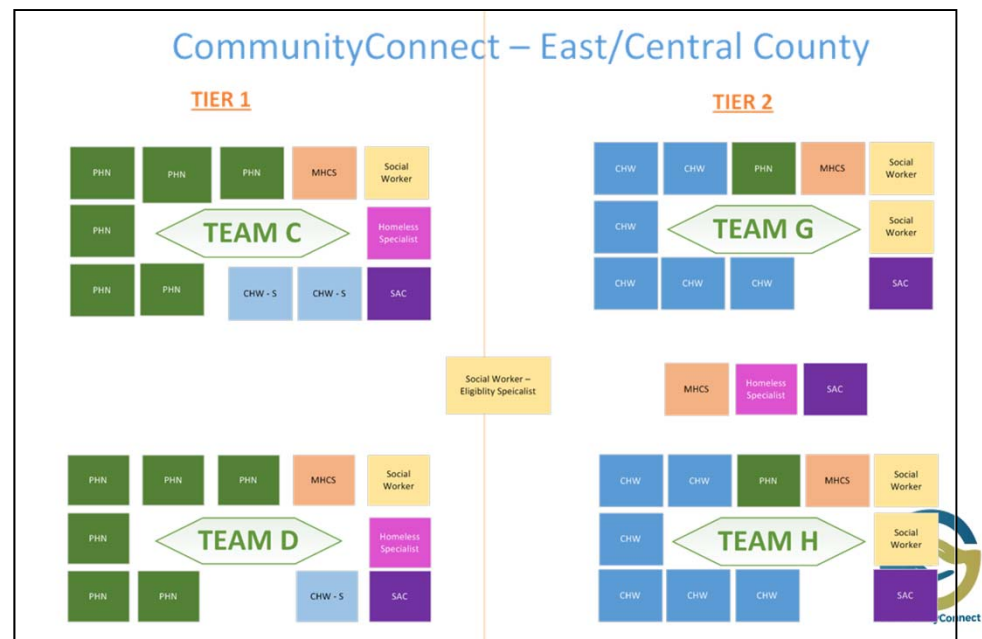 CommunityConnect – East/Central County
TIER 1
PHN
PHN
PHN
MHCS
Social
Worker
PHN
TEAM C
Homeless
Specialist
PHN
PHN
CHW - S
CHW - S
SAC
TIER 2
CHW
CHW
PHN
MHCS
Social
Worker
CHW
TEAM G
Social
Worker
CHW
CHW
CHW
SAC
Social Worker –
Eligiblity Speicalist
MHCS
Homeless
Specialist
SAC
PHN
PHN
PHN
MHCS
Social
Worker
PHN
TEAM D
Homeless
Specialist
PHN
PHN
CHW - S
SAC
CHW
CHW
PHN
MHCS
Social
Worker
CHW
TEAM H
Social
Worker
CHW
CHW
CHW
SAC